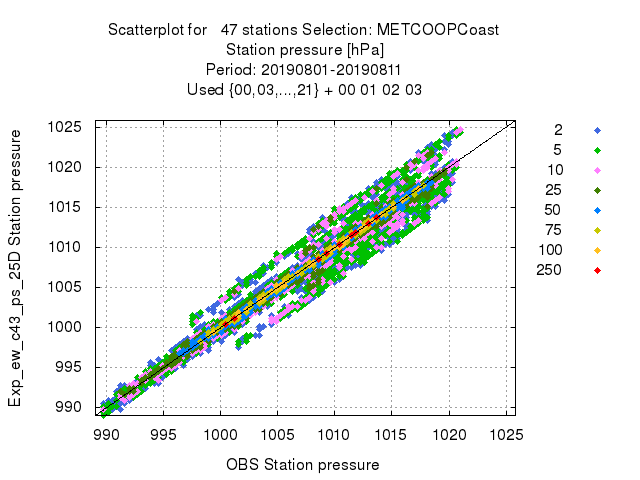 Scatterplot for 47 stations Selection: METCOOPCoast
Station pressure [hPa]
Period: 20190801-20190811
Used {00,03,...,21} + 00 01 02 03
Exp_ew_c43_ps_25D Station pressure
1025
1020
1015
1010
1005
1000
995
990
990 995 1000 1005 1010 1015 1020 1025
OBS Station pressure
2
5
10
25
50
75
100
250